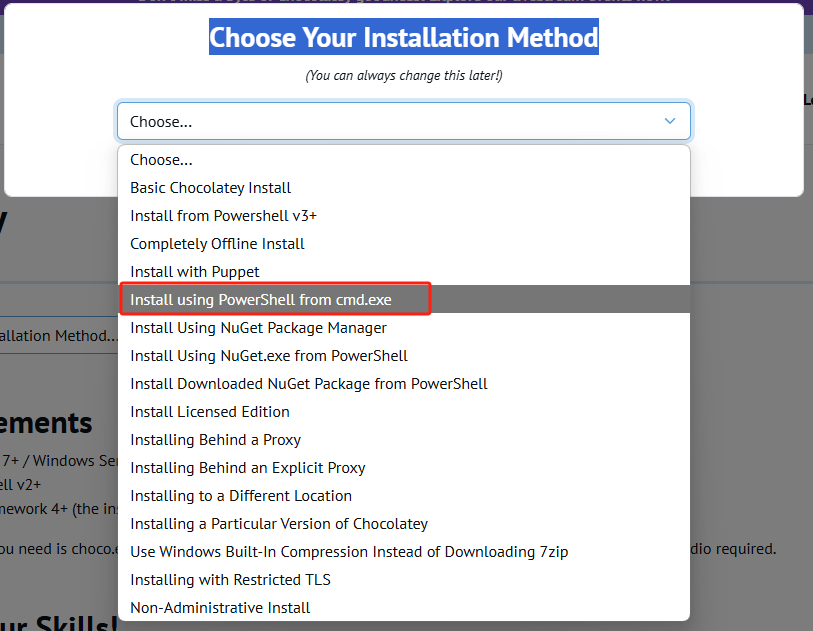 Choose Your Installation Method
(You can always change this later!)
Choose...
Choose...
Basic Chocolatey Install
Install from Powershell v3+
Completely Offline Install
Install with Puppet
Install using PowerShell from cmd.exe
Install Using NuGet Package Manager
allation Method...
Install Using NuGet.exe from PowerShell
Install Downloaded NuGet Package from PowerShell
Install Licensed Edition
ements
Installing Behind a Proxy
7+ / Windows Se
Installing Behind an Explicit Proxy
ell v2+
Installing to a Different Location
nework 4+ (the in
Installing a Particular Version of Chocolatey
ou need is choco.e
Use Windows Built-In Compression Instead of Downloading 7zip
dio required.
Installing with Restricted TLS
Non-Administrative Install
ur Skills!